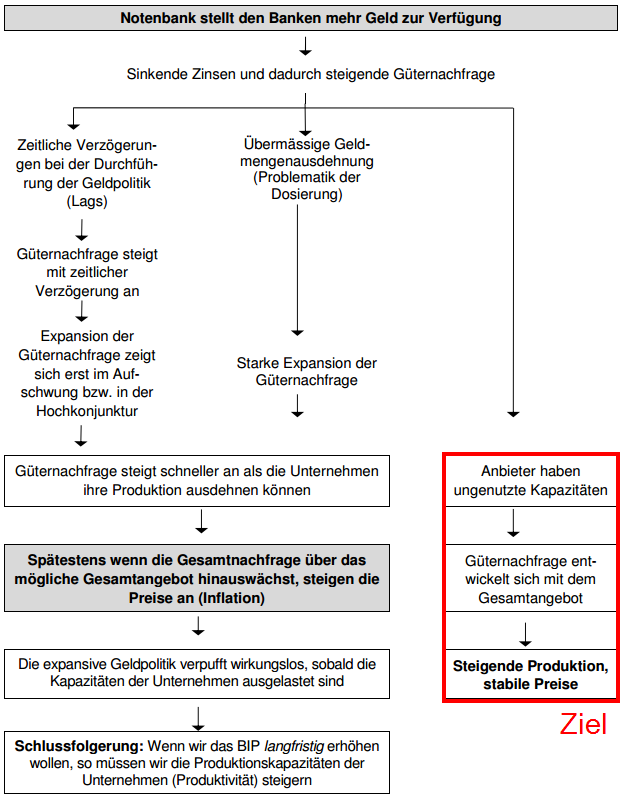 Notenbank stellt den Banken mehr Geld zur Verfügung
Sinkende Zinsen und dadurch steigende Güternachfrage
Zeitliche Verzögerun-
gen bei der Durchfüh-
rung der Geldpolitik
(Lags)
Güternachfrage steigt
mit zeitlicher
Verzögerung an
Expansion der
Güternachfrage zeigt
sich erst im Auf-
schwung bzw. in der
Hochkonjunktur
Übermässige Geld-
mengenausdehnung
(Problematik der
Dosierung)
Starke Expansion der
Güternachfrage
Güternachfrage steigt schneller an als die Unternehmen
ihre Produktion ausdehnen können
Spätestens wenn die Gesamtnachfrage über das
mögliche Gesamtangebot hinauswächst, steigen die
Preise an (Inflation)
Die expansive Geldpolitik verpufft wirkungslos, sobald die
Kapazitäten der Unternehmen ausgelastet sind
Schlussfolgerung: Wenn wir das BIP langfristig erhöhen
wollen, so müssen wir die Produktionskapazitäten der
Unternehmen (Produktivität) steigern
Anbieter haben
ungenutzte Kapazitäten
Güternachfrage ent-
wickelt sich mit dem
Gesamtangebot
Steigende Produktion,
stabile Preise
Ziel